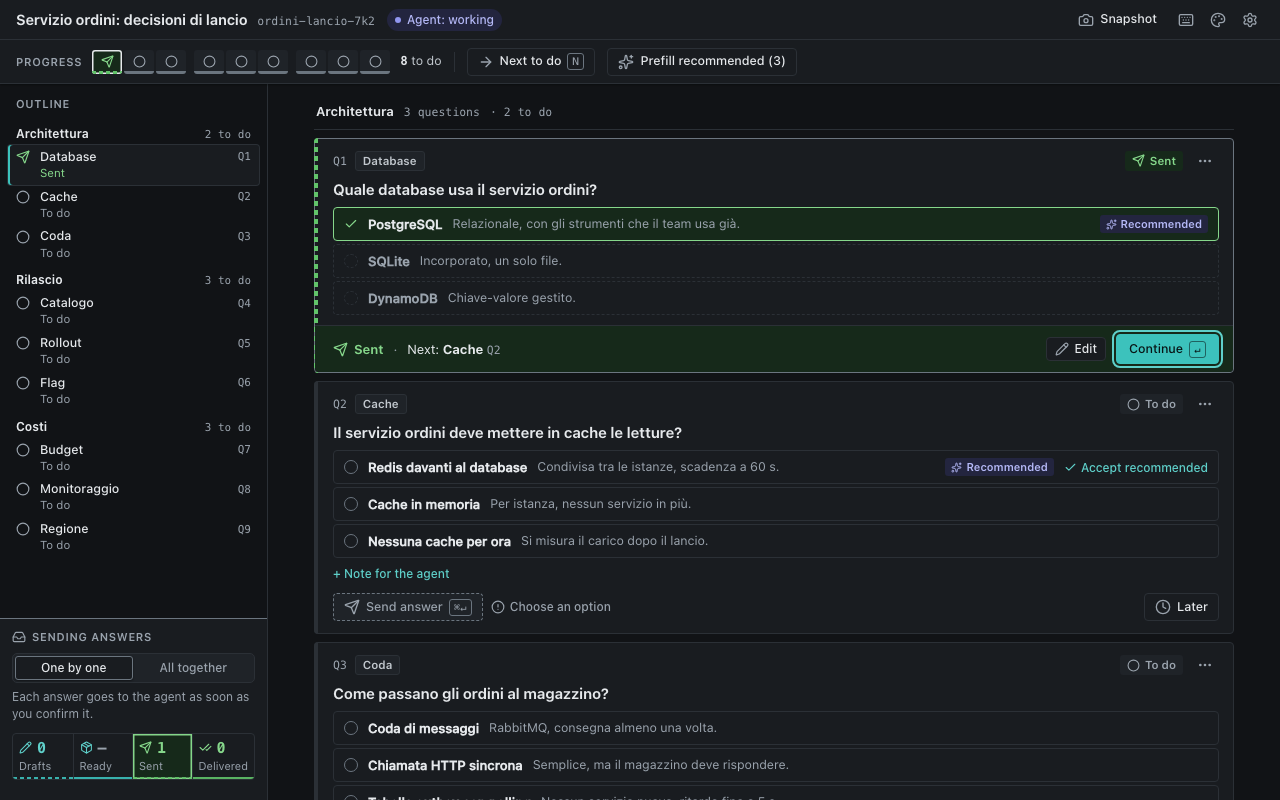 Servizio ordini: decisioni di lancio ordini-lancio-7k2 Agent: working Snapshot
PROGRESS 8 to do Next to do N Prefill recommended (3)
OUTLINE
Architettura 2 to do
Database Q1
Sent
Cache Q2
To do
Coda Q3
To do
Rilascio 3 to do
Catalogo Q4
To do
Rollout Q5
To do
Flag Q6
To do
Costi 3 to do
Budget Q7
To do
Monitoraggio Q8
To do
Regione Q9
To do
SENDING ANSWERS
One by one All together
Each answer goes to the agent as soon as
you confirm it.
0 – 1 0
Drafts Ready Sent Delivered
Architettura 3 questions · 2 to do
Q1 Database Sent
Quale database usa il servizio ordini?
PostgreSQL Relazionale, con gli strumenti che il team usa già. Recommended
SQLite Incorporato, un solo file.
DynamoDB Chiave-valore gestito.
Sent · Next: Cache Q2 Edit Continue ↵
Q2 Cache To do
Il servizio ordini deve mettere in cache le letture?
Redis davanti al database Condivisa tra le istanze, scadenza a 60 s. Recommended Accept recommended
Cache in memoria Per istanza, nessun servizio in più.
Nessuna cache per ora Si misura il carico dopo il lancio.
+ Note for the agent
Send answer ⌘↵ Choose an option Later
Q3 Coda To do
Come passano gli ordini al magazzino?
Coda di messaggi RabbitMQ, consegna almeno una volta.
Chiamata HTTP sincrona Semplice, ma il magazzino deve rispondere.